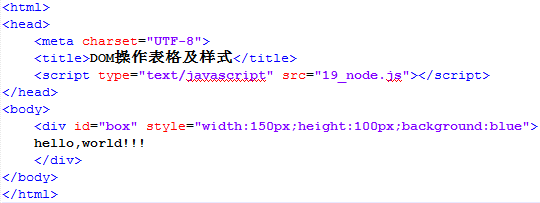 <html>
<head>
<meta charset="UTF-8">
<title>DOM操作表格及样式</title>
<script type="text/javascript" src="19_node.js"></script>
</head>
<body>
<div id="box" style="width:150px;height:100px;background:blue">
hello,world!!!
</div>
</body>
</html>